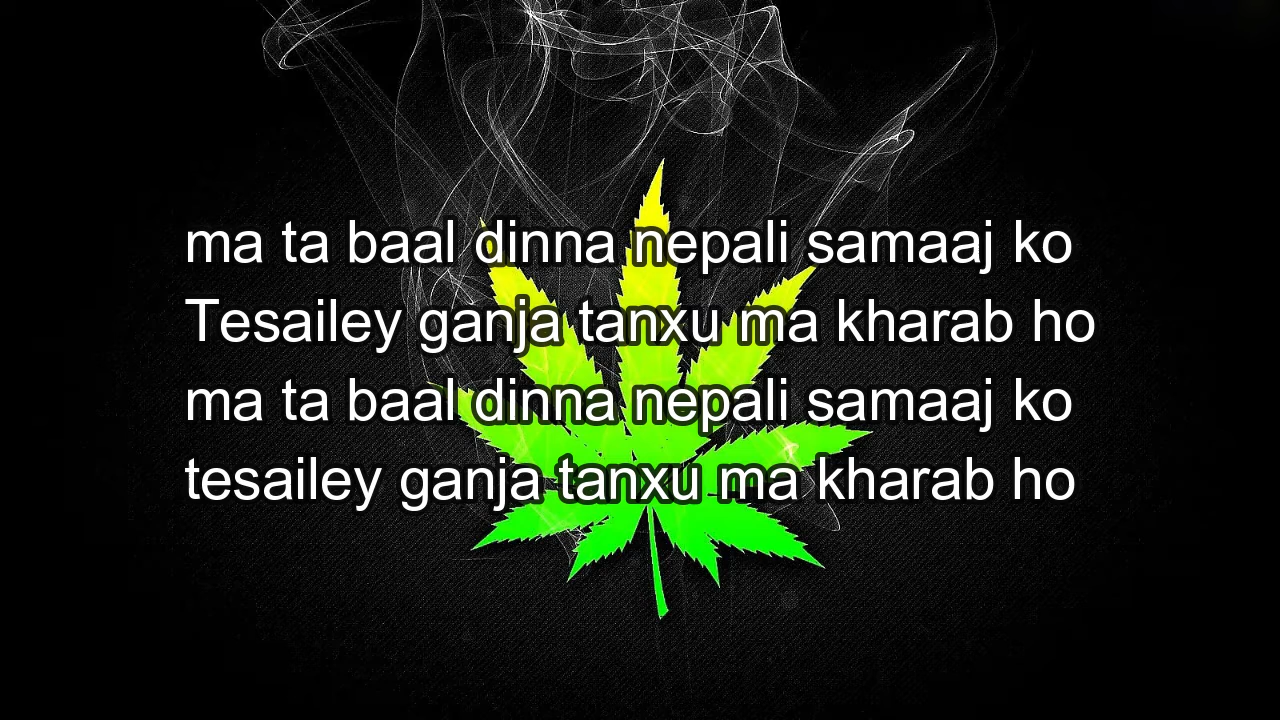 ma ta baal dinna nepali samaaj ko
Tesailey ganja tanxu ma kharab ho
ma ta baal dinna nepali samaaj ko
tesailey ganja tanxu ma kharab ho